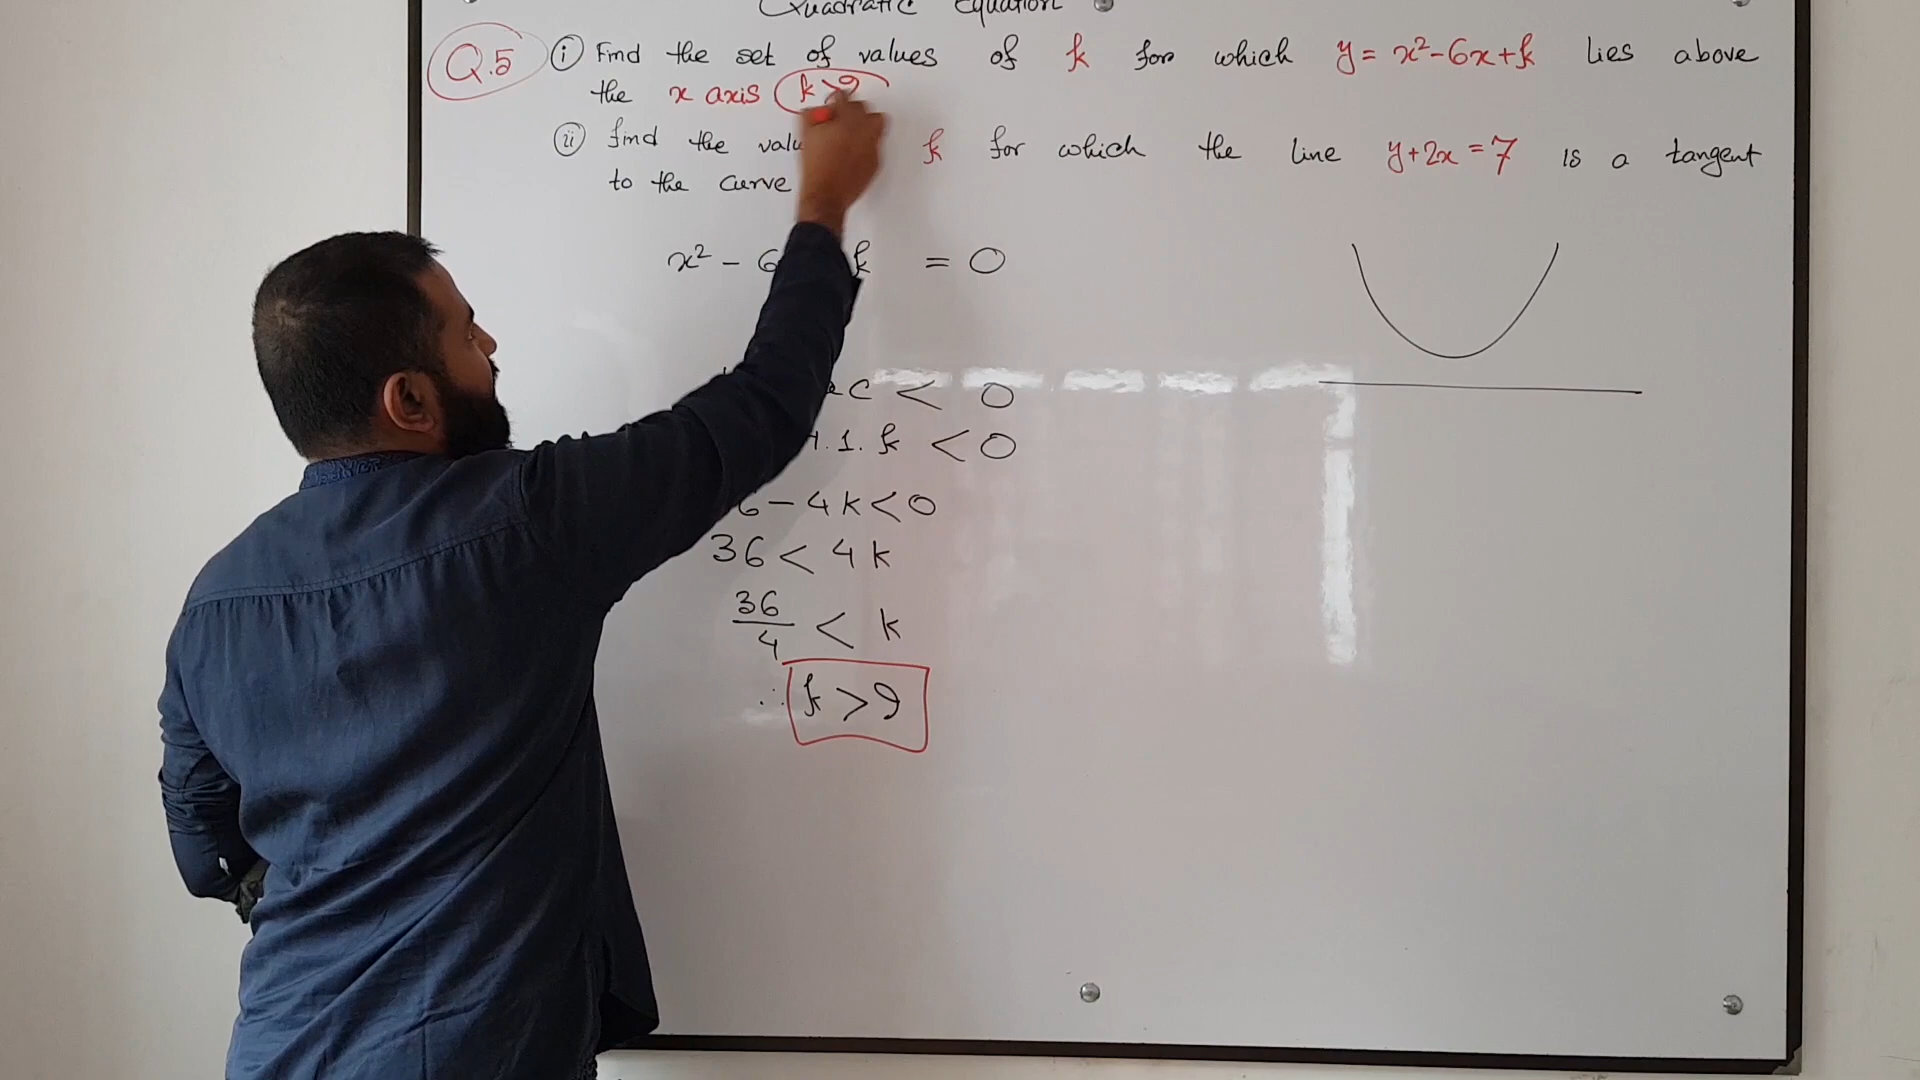 Quadratic Equation
Q.5 (i) Find the set of values of k for which y = x² - 6x + k lies above
the x axis k > 9
(ii) find the k for which the line y + 2x = 7 is a tangent
to the curve
x² - 6 k = 0
c < 0
. 1. k < 0
6 - 4k < 0
36 < 4k
36/4 < k
∴ k > 9